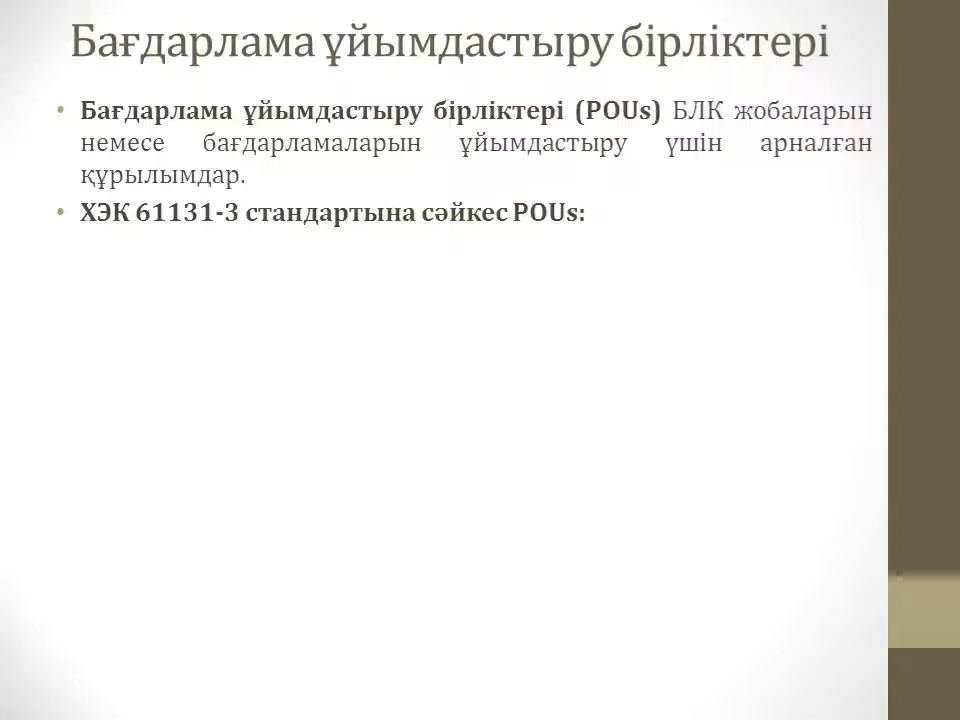 Бағдарлама ұйымдастыру бірліктері
• Бағдарлама ұйымдастыру бірліктері (POUs) БЛК жобаларын
немесе бағдарламаларын ұйымдастыру үшін арналған
құрылымдар.
• ХЭК 61131-3 стандартына сәйкес POUs: